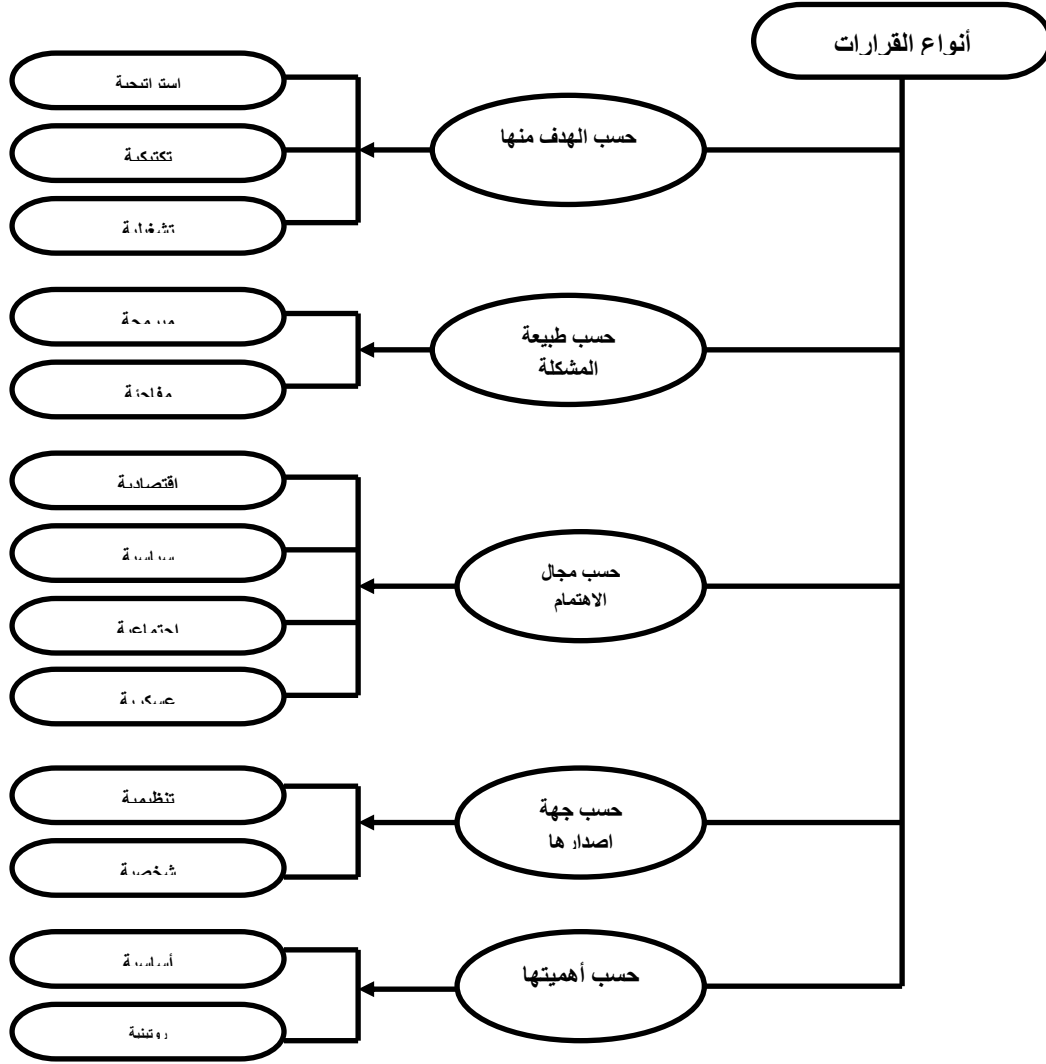 أنواع القرارات
حسب الهدف منها
استراتيجية
تكتيكية
تشغيلية
حسب طبيعة
المشكلة
مبرمجة
مفاجئة
حسب مجال
الاهتمام
اقتصادية
سياسية
اجتماعية
عسكرية
حسب جهة
اصدارها
تنظيمية
شخصية
حسب أهميتها
أساسية
روتينية